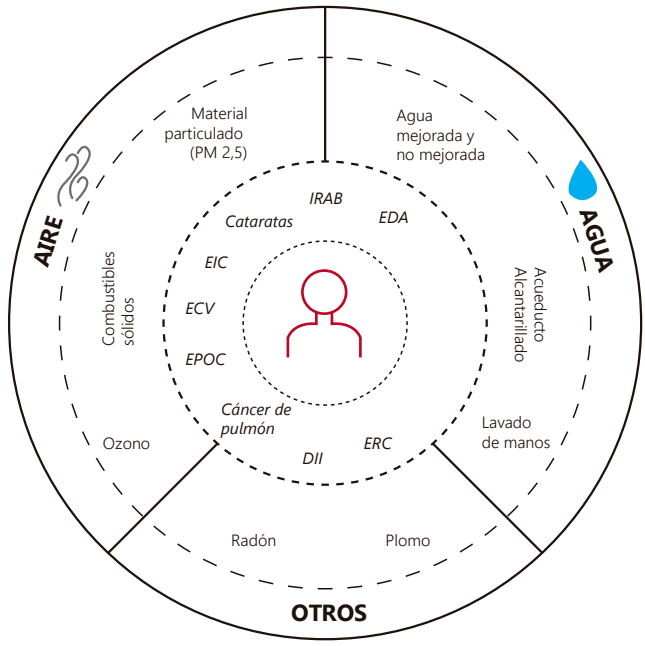 Material
particulado
(PM 2,5)
Agua
mejorada y
no mejorada
AIRE
AGUA
IRAB
Cataratas
EDA
EIC
ECV
EPOC
Cáncer de
pulmón
DII
ERC
Combustibles
sólidos
Acueducto
Alcantarillado
Ozono
Lavado
de manos
Radón
Plomo
OTROS